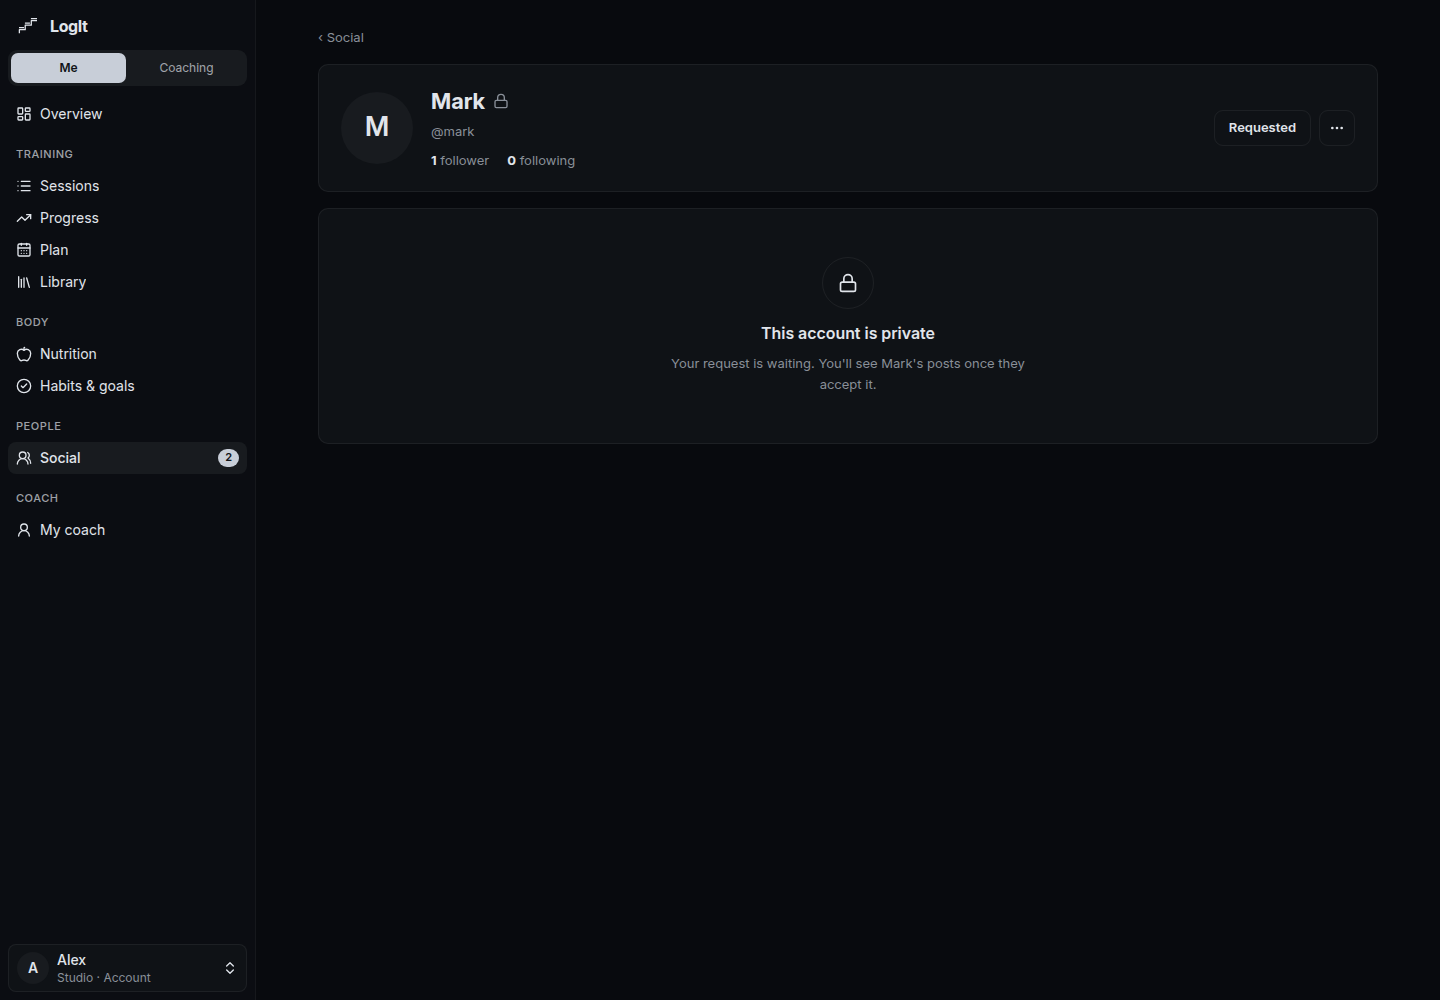 LogIt
Me
Coaching
Overview
TRAINING
Sessions
Progress
Plan
Library
BODY
Nutrition
Habits & goals
PEOPLE
Social
2
COACH
My coach
A
Alex
Studio · Account
‹ Social
M
Mark
@mark
1 follower 0 following
Requested
This account is private
Your request is waiting. You'll see Mark's posts once they
accept it.